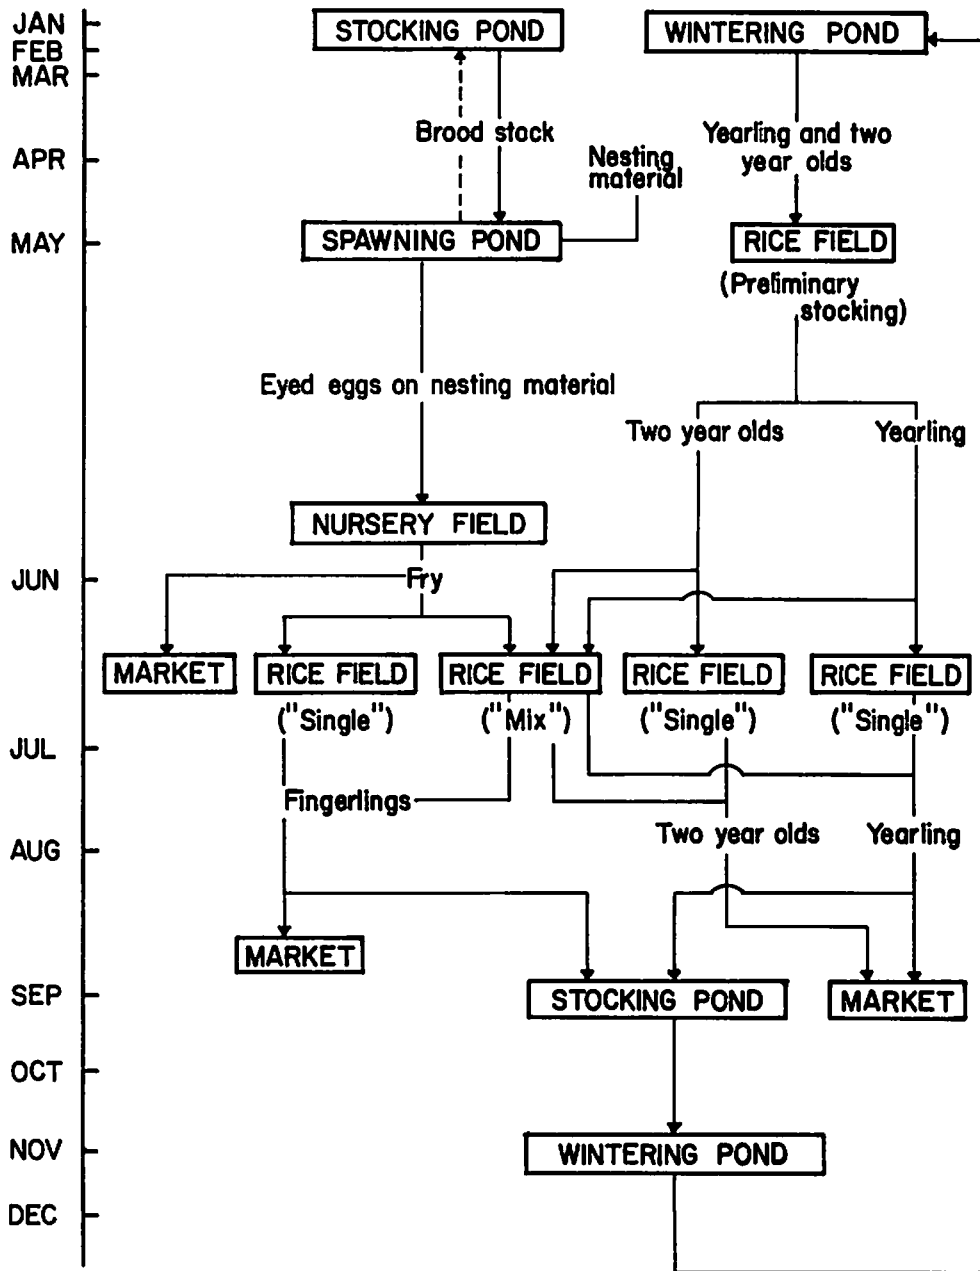 JAN
FEB
MAR
APR
MAY
JUN
JUL
AUG
SEP
OCT
NOV
DEC
STOCKING POND
WINTERING POND
Brood stock
Yearling and two
year olds
Nesting
material
SPAWNING POND
RICE FIELD
(Preliminary
stocking)
Eyed eggs on nesting material
Two year olds
Yearling
NURSERY FIELD
Fry
MARKET
RICE FIELD
("Single")
RICE FIELD
("Mix")
RICE FIELD
("Single")
RICE FIELD
("Single")
Fingerlings
Two year olds
Yearling
MARKET
STOCKING POND
MARKET
WINTERING POND